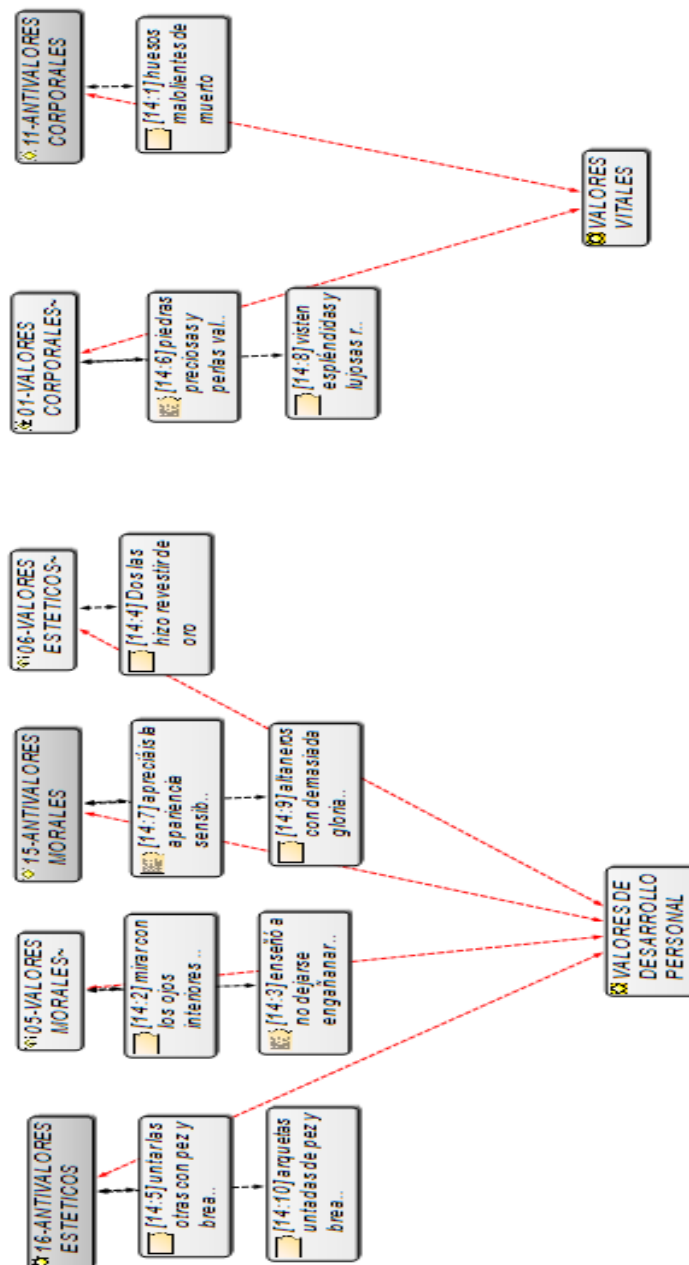 16-ANTIVALORES
ESTETICOS
05-VALORES
MORALES~
15-ANTIVALORES
MORALES
06-VALORES
ESTETICOS~
01-VALORES
CORPORALES~
11-ANTIVALORES
CORPORALES
[14:5] untar las
otras con pez y
brea..
[14:2] mirar con
los ojos
interiores ..
[14:7] apreciáis la
apariencia
sensib..
[14:4] Dos las
hizo revestir de
oro
[14:6] piedras
preciosas y
perlas val..
[14:1] huesos
malolientes de
muerto
[14:10] arquetas
untadas de pez y
brea..
[14:3] enseñó a
no dejarse
engañanar..
[14:9] altaneros
con demasiada
gloria..
[14:8] visten
espléndidas y
lujosas r..
VALORES DE
DESARROLLO
PERSONAL
VALORES
VITALES